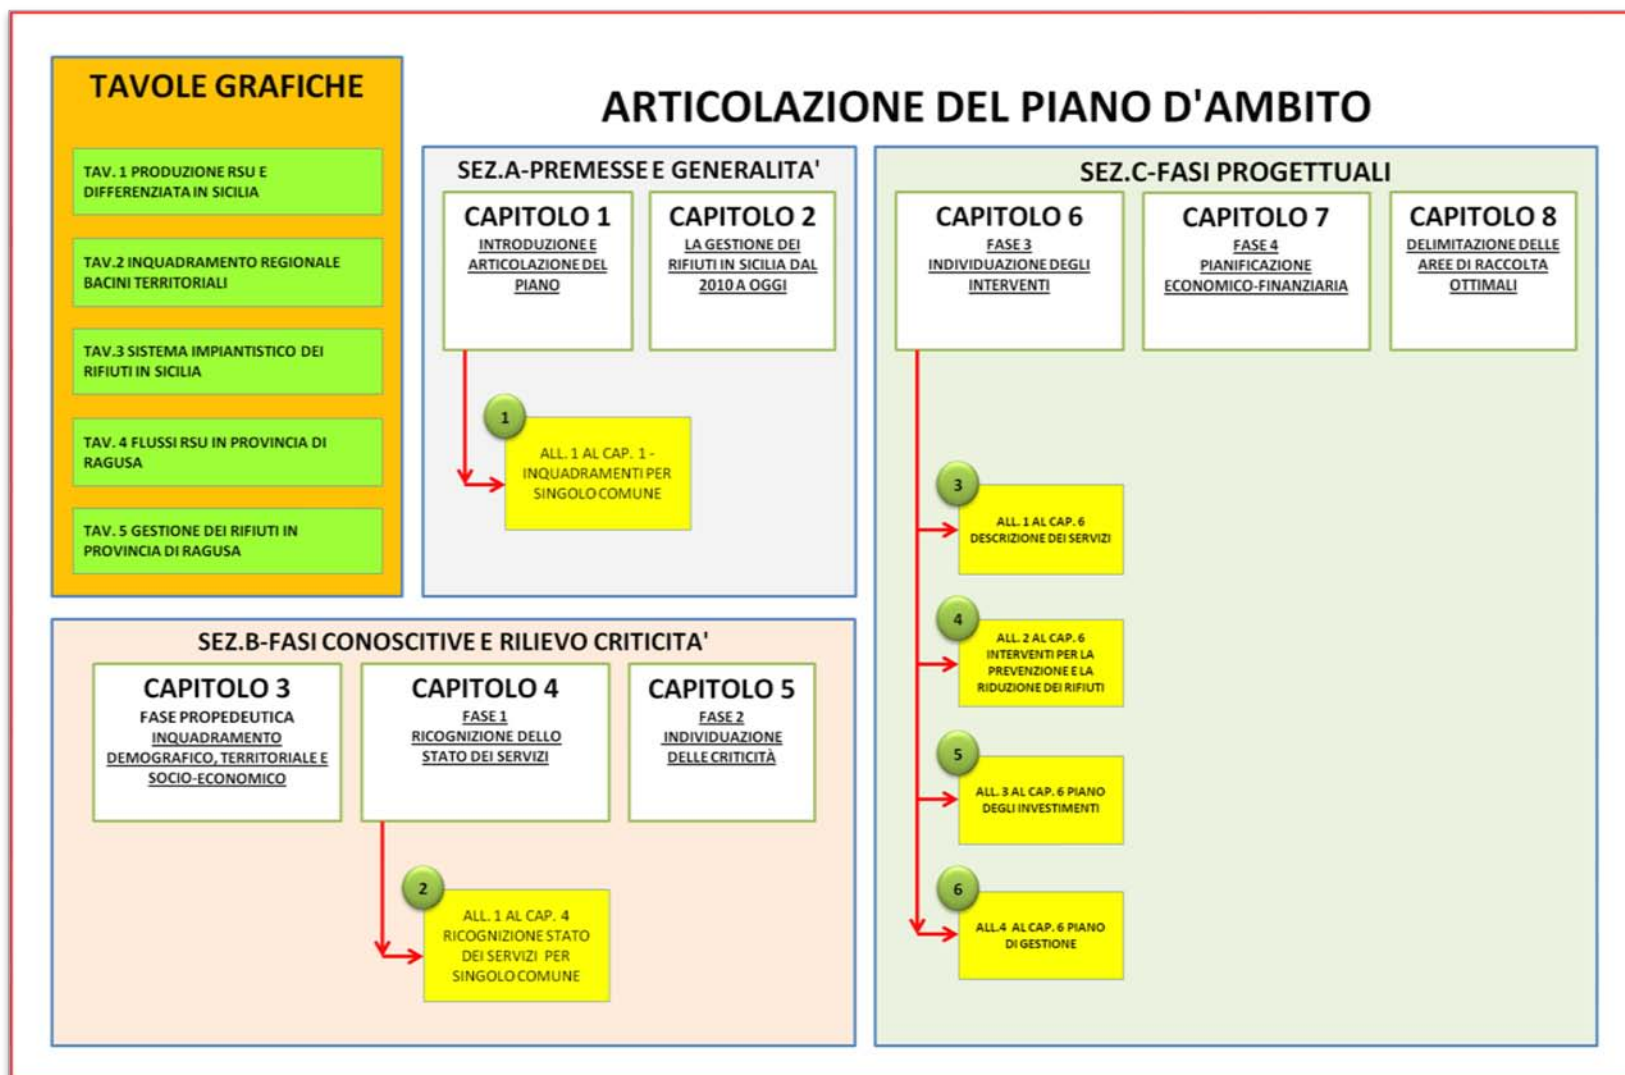 TAVOLE GRAFICHE
TAV. 1 PRODUZIONE RSU E
DIFFERENZIATA IN SICILIA
TAV.2 INQUADRAMENTO REGIONALE
BACINI TERRITORIALI
TAV.3 SISTEMA IMPIANTISTICO DEI
RIFIUTI IN SICILIA
TAV. 4 FLUSSI RSU IN PROVINCIA DI
RAGUSA
TAV. 5 GESTIONE DEI RIFIUTI IN
PROVINCIA DI RAGUSA
ARTICOLAZIONE DEL PIANO D'AMBITO
SEZ.A-PREMESSE E GENERALITA'
CAPITOLO 1
INTRODUZIONE E
ARTICOLAZIONE DEL
PIANO
CAPITOLO 2
LA GESTIONE DEI
RIFIUTI IN SICILIA DAL
2010 A OGGI
1
ALL. 1 AL CAP. 1 -
INQUADRAMENTI PER
SINGOLO COMUNE
SEZ.B-FASI CONOSCITIVE E RILIEVO CRITICITA'
CAPITOLO 3
FASE PROPEDEUTICA
INQUADRAMENTO
DEMOGRAFICO, TERRITORIALE E
SOCIO-ECONOMICO
CAPITOLO 4
FASE 1
RICOGNIZIONE DELLO
STATO DEI SERVIZI
CAPITOLO 5
FASE 2
INDIVIDUAZIONE
DELLE CRITICITÀ
2
ALL. 1 AL CAP. 4
RICOGNIZIONE STATO
DEI SERVIZI PER
SINGOLO COMUNE
SEZ.C-FASI PROGETTUALI
CAPITOLO 6
FASE 3
INDIVIDUAZIONE DEGLI
INTERVENTI
CAPITOLO 7
FASE 4
PIANIFICAZIONE
ECONOMICO-FINANZIARIA
CAPITOLO 8
DELIMITAZIONE DELLE
AREE DI RACCOLTA
OTTIMALI
3
ALL. 1 AL CAP. 6
DESCRIZIONE DEI SERVIZI
4
ALL. 2 AL CAP. 6
INTERVENTI PER LA
PREVENZIONE E LA
RIDUZIONE DEI RIFIUTI
5
ALL. 3 AL CAP. 6 PIANO
DEGLI INVESTIMENTI
6
ALL.4 AL CAP. 6 PIANO
DI GESTIONE